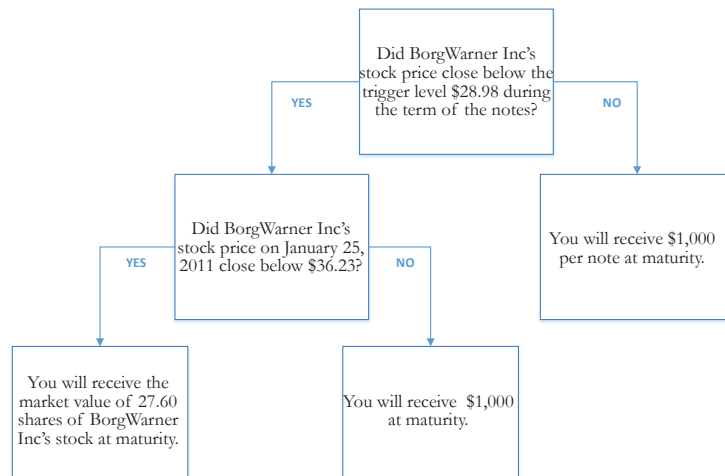 Did BorgWarner Inc's
stock price close below the
trigger level $28.98 during
the term of the notes?
YES
NO
Did BorgWarner Inc's
stock price on January 25,
2011 close below $36.23?
You will receive $1,000
per note at maturity.
YES
NO
You will receive the
market value of 27.60
shares of BorgWarner
Inc's stock at maturity.
You will receive $1,000
at maturity.